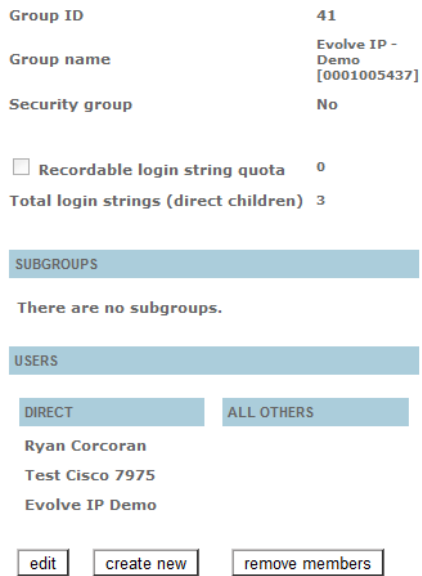 Group ID 41
Group name Evolve IP -
Demo
[0001005437]
Security group No
Recordable login string quota 0
Total login strings (direct children) 3
SUBGROUPS
There are no subgroups.
USERS
DIRECT ALL OTHERS
Ryan Corcoran
Test Cisco 7975
Evolve IP Demo
edit create new remove members